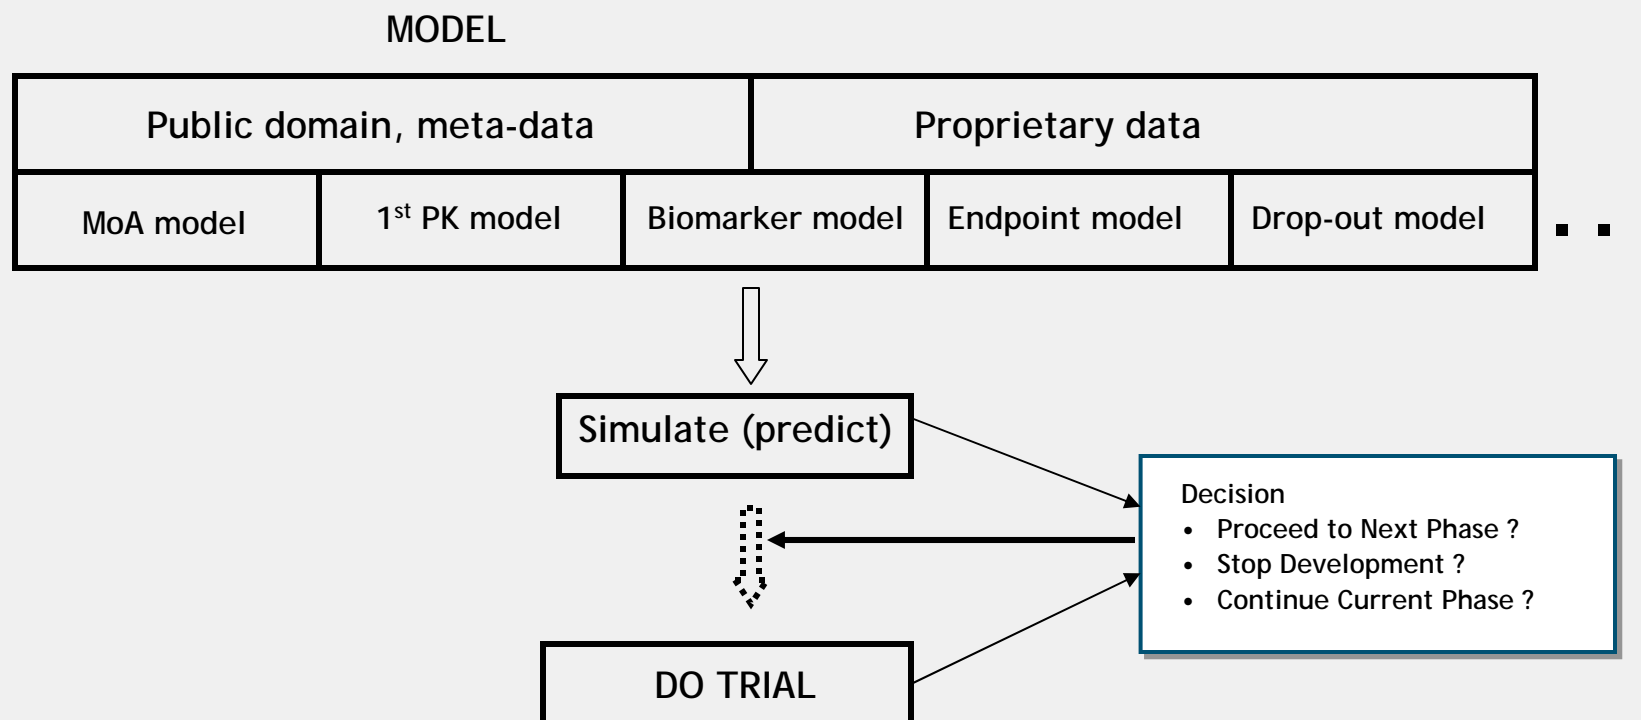 MODEL
Public domain, meta-data
Proprietary data
MoA model
1st PK model
Biomarker model
Endpoint model
Drop-out model
. .
Simulate (predict)
Decision
• Proceed to Next Phase ?
• Stop Development ?
• Continue Current Phase ?
DO TRIAL